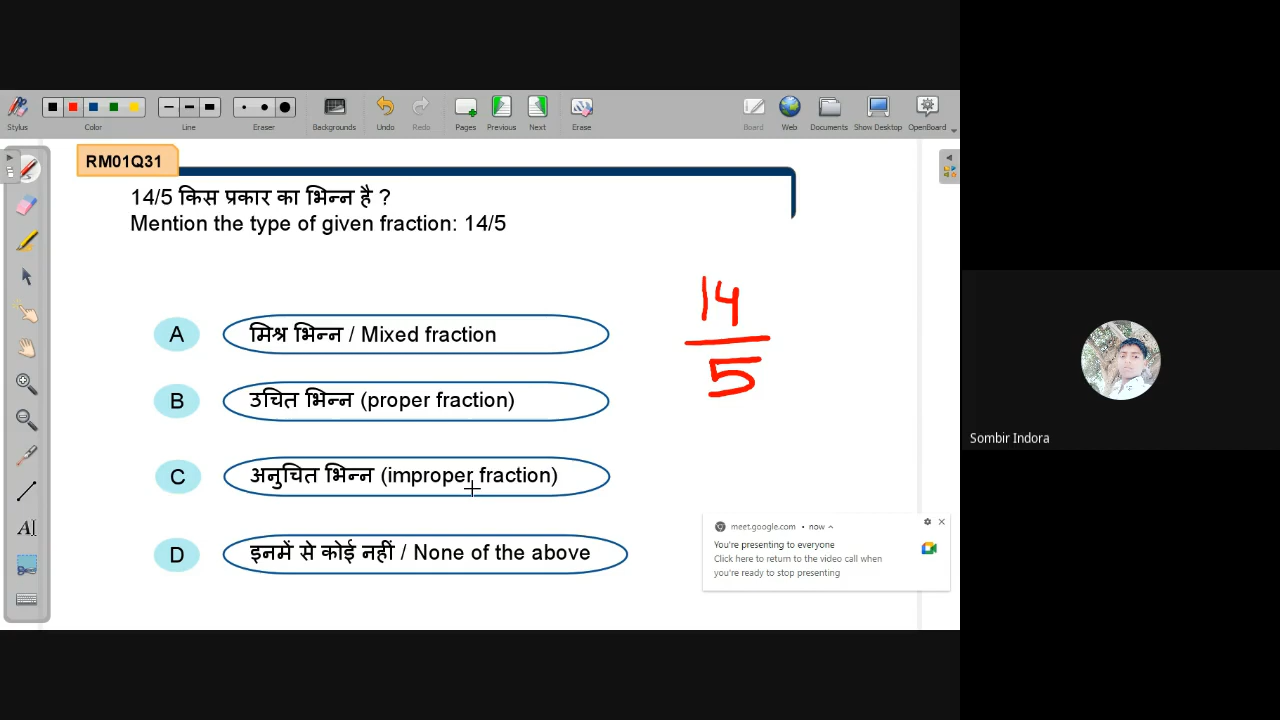 Stylus
Color
Line
Eraser
Backgrounds
Undo
Redo
Pages
Previous
Next
Erase
Board
Web
Documents
Show Desktop
OpenBoard
RM01Q31
14/5 किस प्रकार का भिन्न है ?
Mention the type of given fraction: 14/5
14
5
A मिश्र भिन्न / Mixed fraction
B उचित भिन्न (proper fraction)
C अनुचित भिन्न (improper fraction)
D इनमें से कोई नहीं / None of the above
AI
Sombir Indora
meet.google.com • now
You're presenting to everyone
Click here to return to the video call when
you're ready to stop presenting